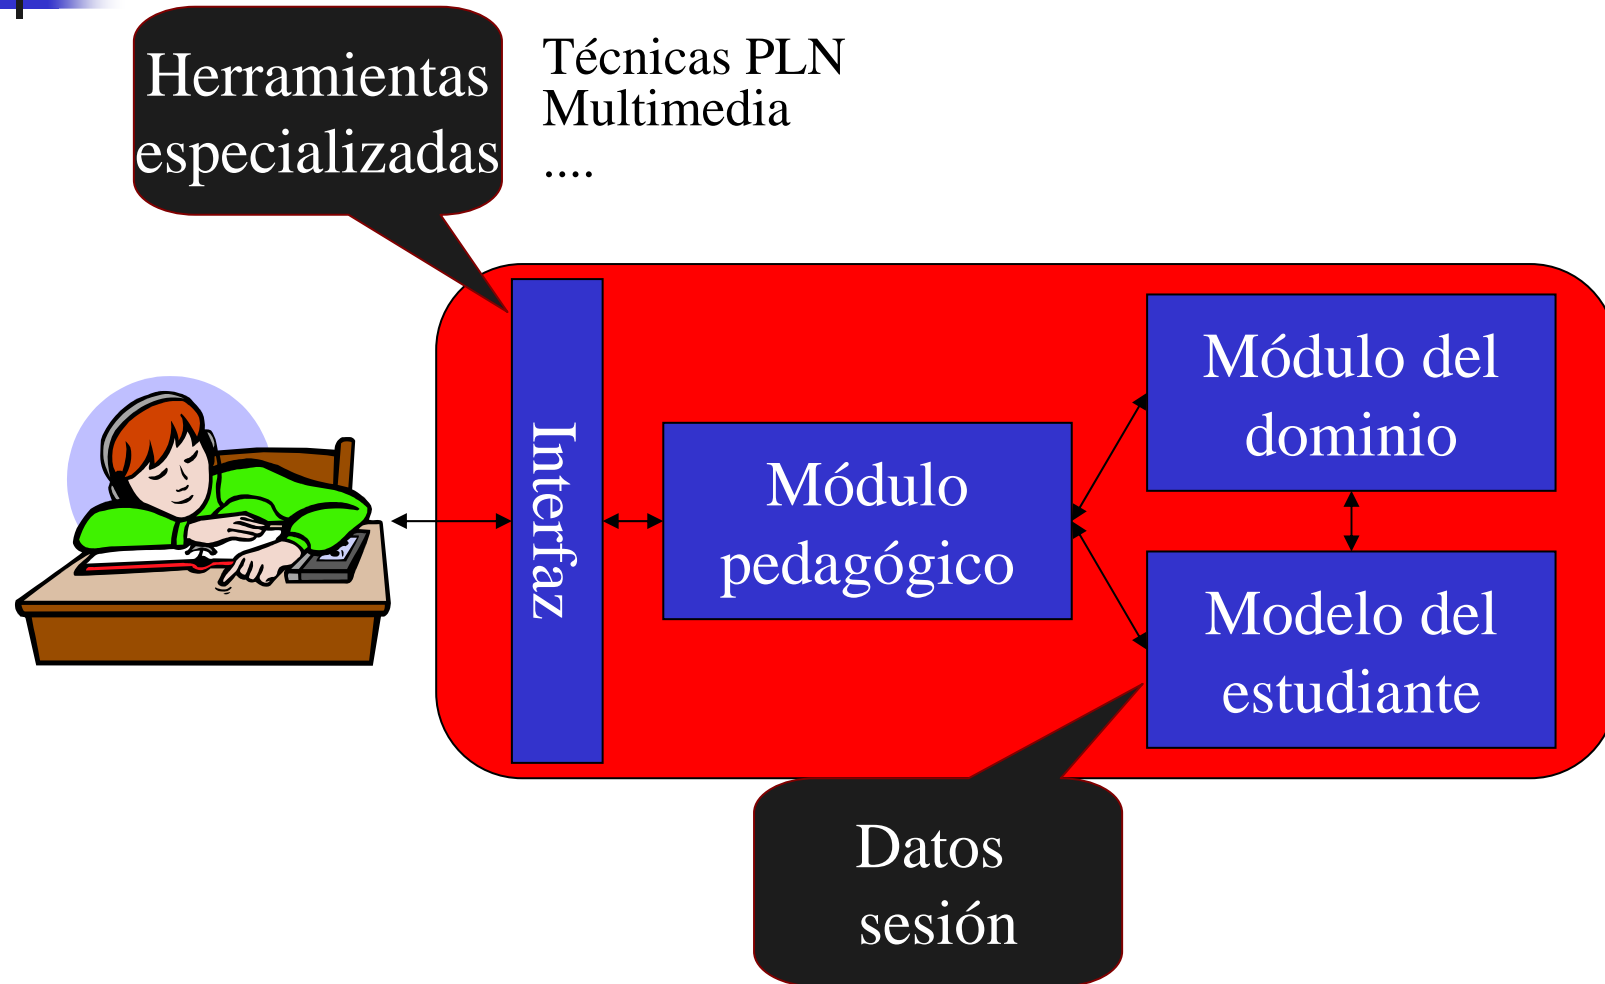 Herramientas
especializadas
Técnicas PLN
Multimedia
....
Interfaz
Módulo
pedagógico
Módulo del
dominio
Modelo del
estudiante
Datos
sesión